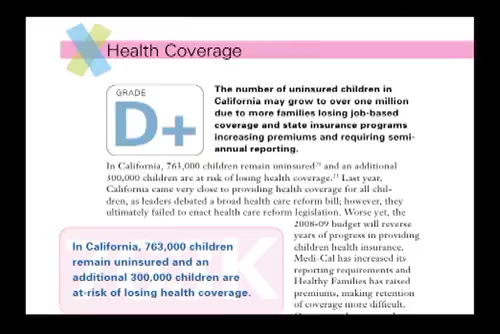 Health Coverage
GRADE
D+
The number of uninsured children in
California may grow to over one million
due to more families losing job-based
coverage and state insurance programs
increasing premiums and requiring semi-
annual reporting.
In California, 763,000 children remain uninsured and an additional
300,000 children are at risk of losing health coverage. Last year,
California came very close to providing health coverage for all chil-
dren, as leaders debated a broad health care reform bill; however, they
ultimately failed to enact health care reform legislation. Worse yet, the
2008-09 budget will reverse
years of progress in providing
children health insurance.
Medi-Cal has increased its
reporting requirements and
Healthy Families has raised
premiums, making retention
of coverage more difficult.
In California, 763,000 children
remain uninsured and an
additional 300,000 children are
at-risk of losing health coverage.